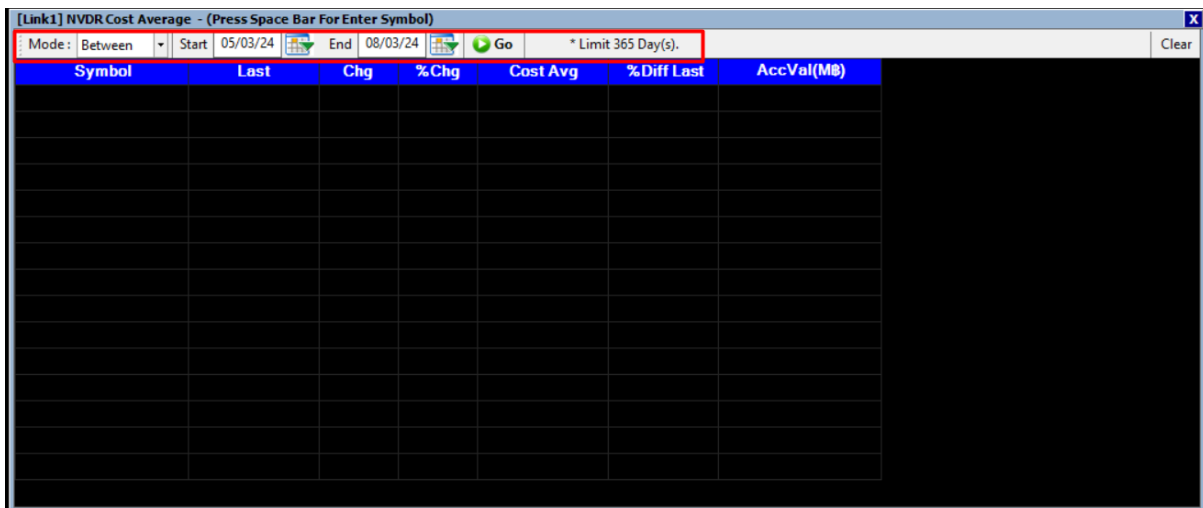 [Link1] NVDR Cost Average - (Press Space Bar For Enter Symbol) X
Mode: Between Start 05/03/24 End 08/03/24 Go * Limit 365 Day(s). Clear
Symbol Last Chg %Chg Cost Avg %Diff Last AccVal(M฿)